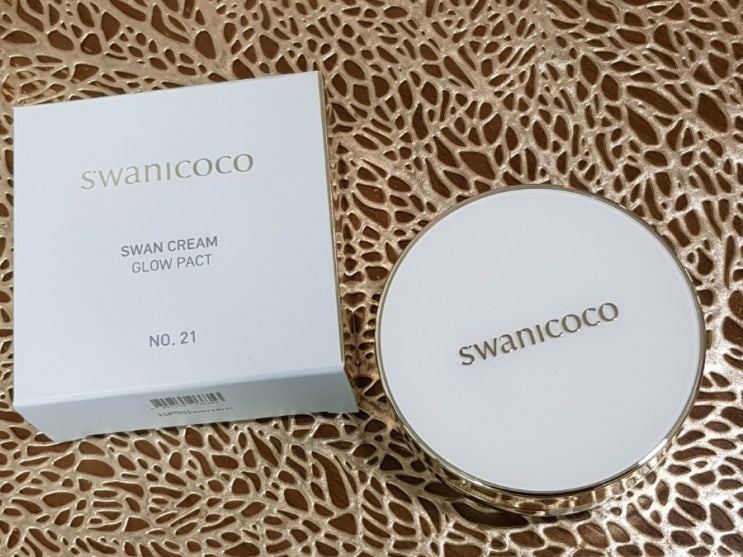 swanicoco
SWAN CREAM
GLOW PACT
NO. 21
swanicoco